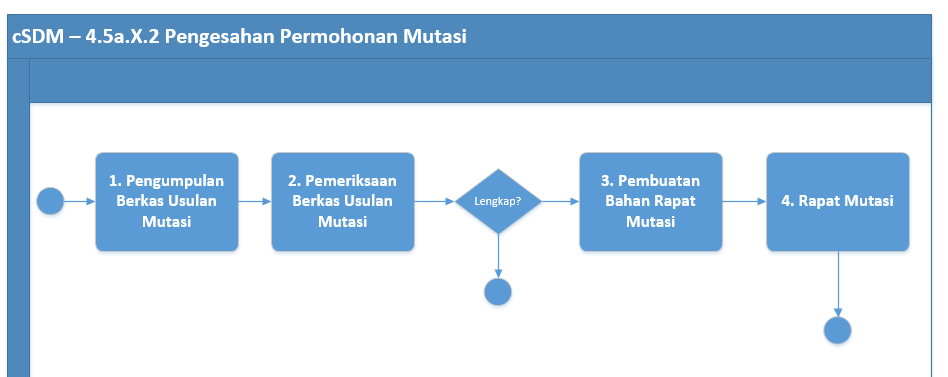 cSDM – 4.5a.X.2 Pengesahan Permohonan Mutasi
1. Pengumpulan
Berkas Usulan
Mutasi
2. Pemeriksaan
Berkas Usulan
Mutasi
Lengkap?
3. Pembuatan
Bahan Rapat
Mutasi
4. Rapat Mutasi